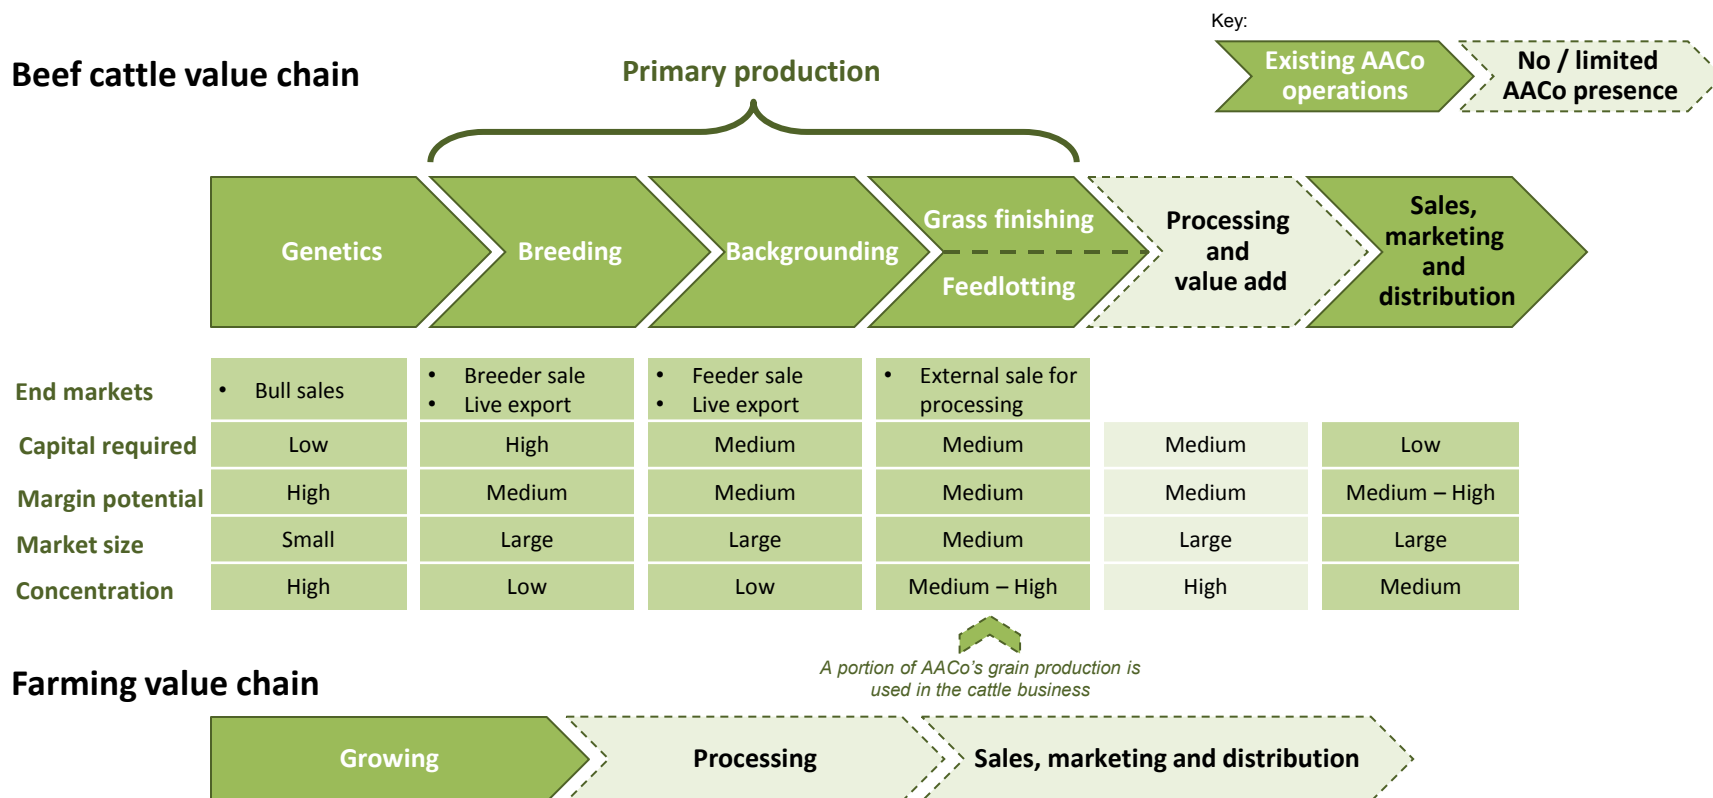 Key:
Existing AACo
operations
No / limited
AACo presence
Beef cattle value chain
Primary production
Genetics
Breeding
Backgrounding
Grass finishing
Feedlotting
Processing
and
value add
Sales,
marketing
and
distribution
End markets
• Bull sales
• Breeder sale
• Live export
• Feeder sale
• Live export
• External sale for
processing
Capital required
Low
High
Medium
Medium
Medium
Low
Margin potential
High
Medium
Medium
Medium
Medium
Medium – High
Market size
Small
Large
Large
Medium
Large
Large
Concentration
High
Low
Low
Medium – High
High
Medium
A portion of AACo's grain production is
used in the cattle business
Farming value chain
Growing
Processing
Sales, marketing and distribution